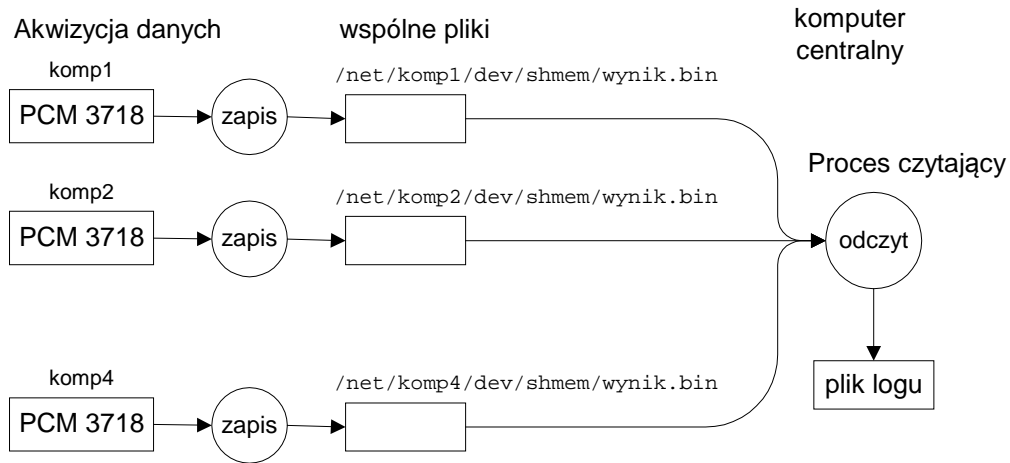 Akwizycja danych
wspólne pliki
komputer
centralny
komp1
/net/komp1/dev/shmem/wynik.bin
PCM 3718
zapis
Proces czytający
komp2
/net/komp2/dev/shmem/wynik.bin
PCM 3718
zapis
odczyt
komp4
/net/komp4/dev/shmem/wynik.bin
PCM 3718
zapis
plik logu